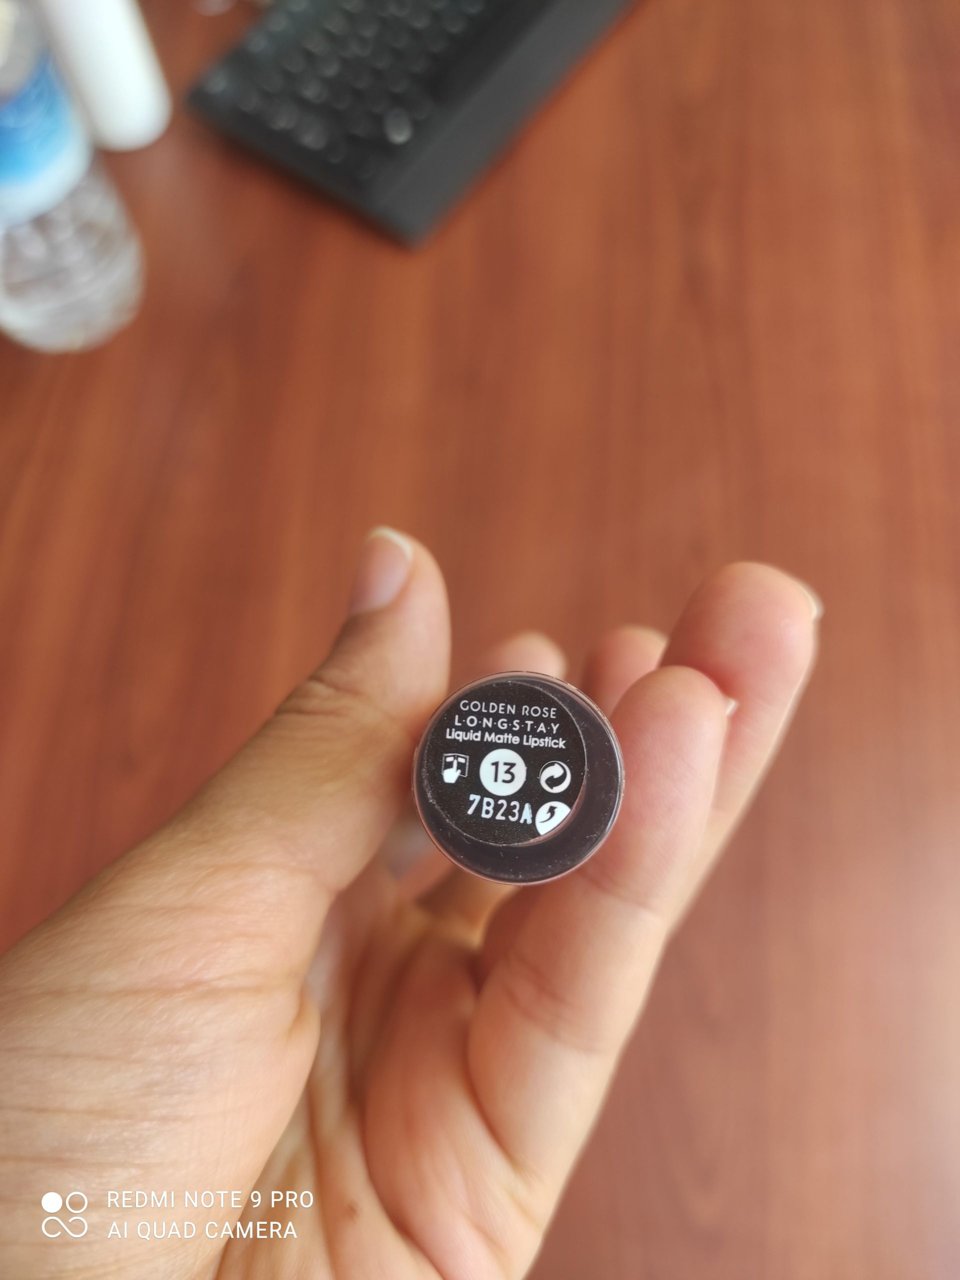 GOLDEN ROSE
L·O·N·G·S·T·A·Y
Liquid Matte Lipstick
13
7B23A
REDMI NOTE 9 PRO
AI QUAD CAMERA